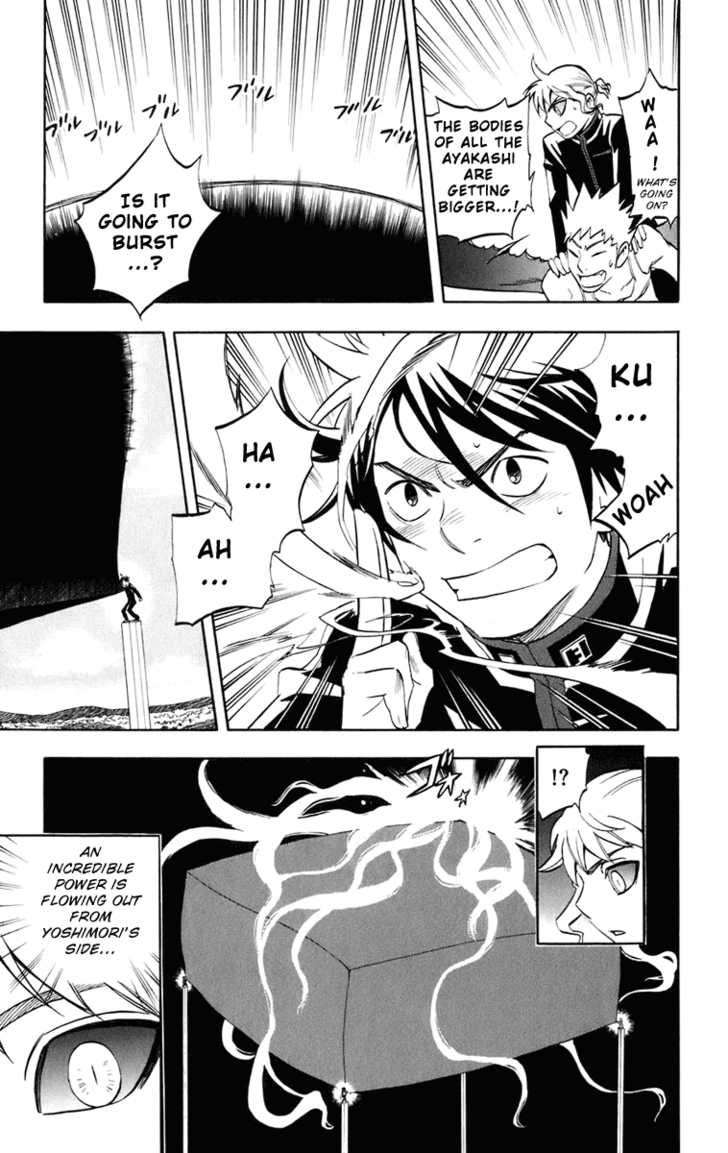 WAA
!
WHAT'S
GOING
ON?
THE BODIES
OF ALL THE
AYAKASHI
ARE
GETTING
BIGGER...!
ブル
ブル
ブル
ブル
ブル
ブル
IS IT
GOING TO
BURST
...?
KU
...
WOAH
HA
...
AH
...
!?
AN
INCREDIBLE
POWER IS
FLOWING OUT
FROM
YOSHIMORI'S
SIDE...